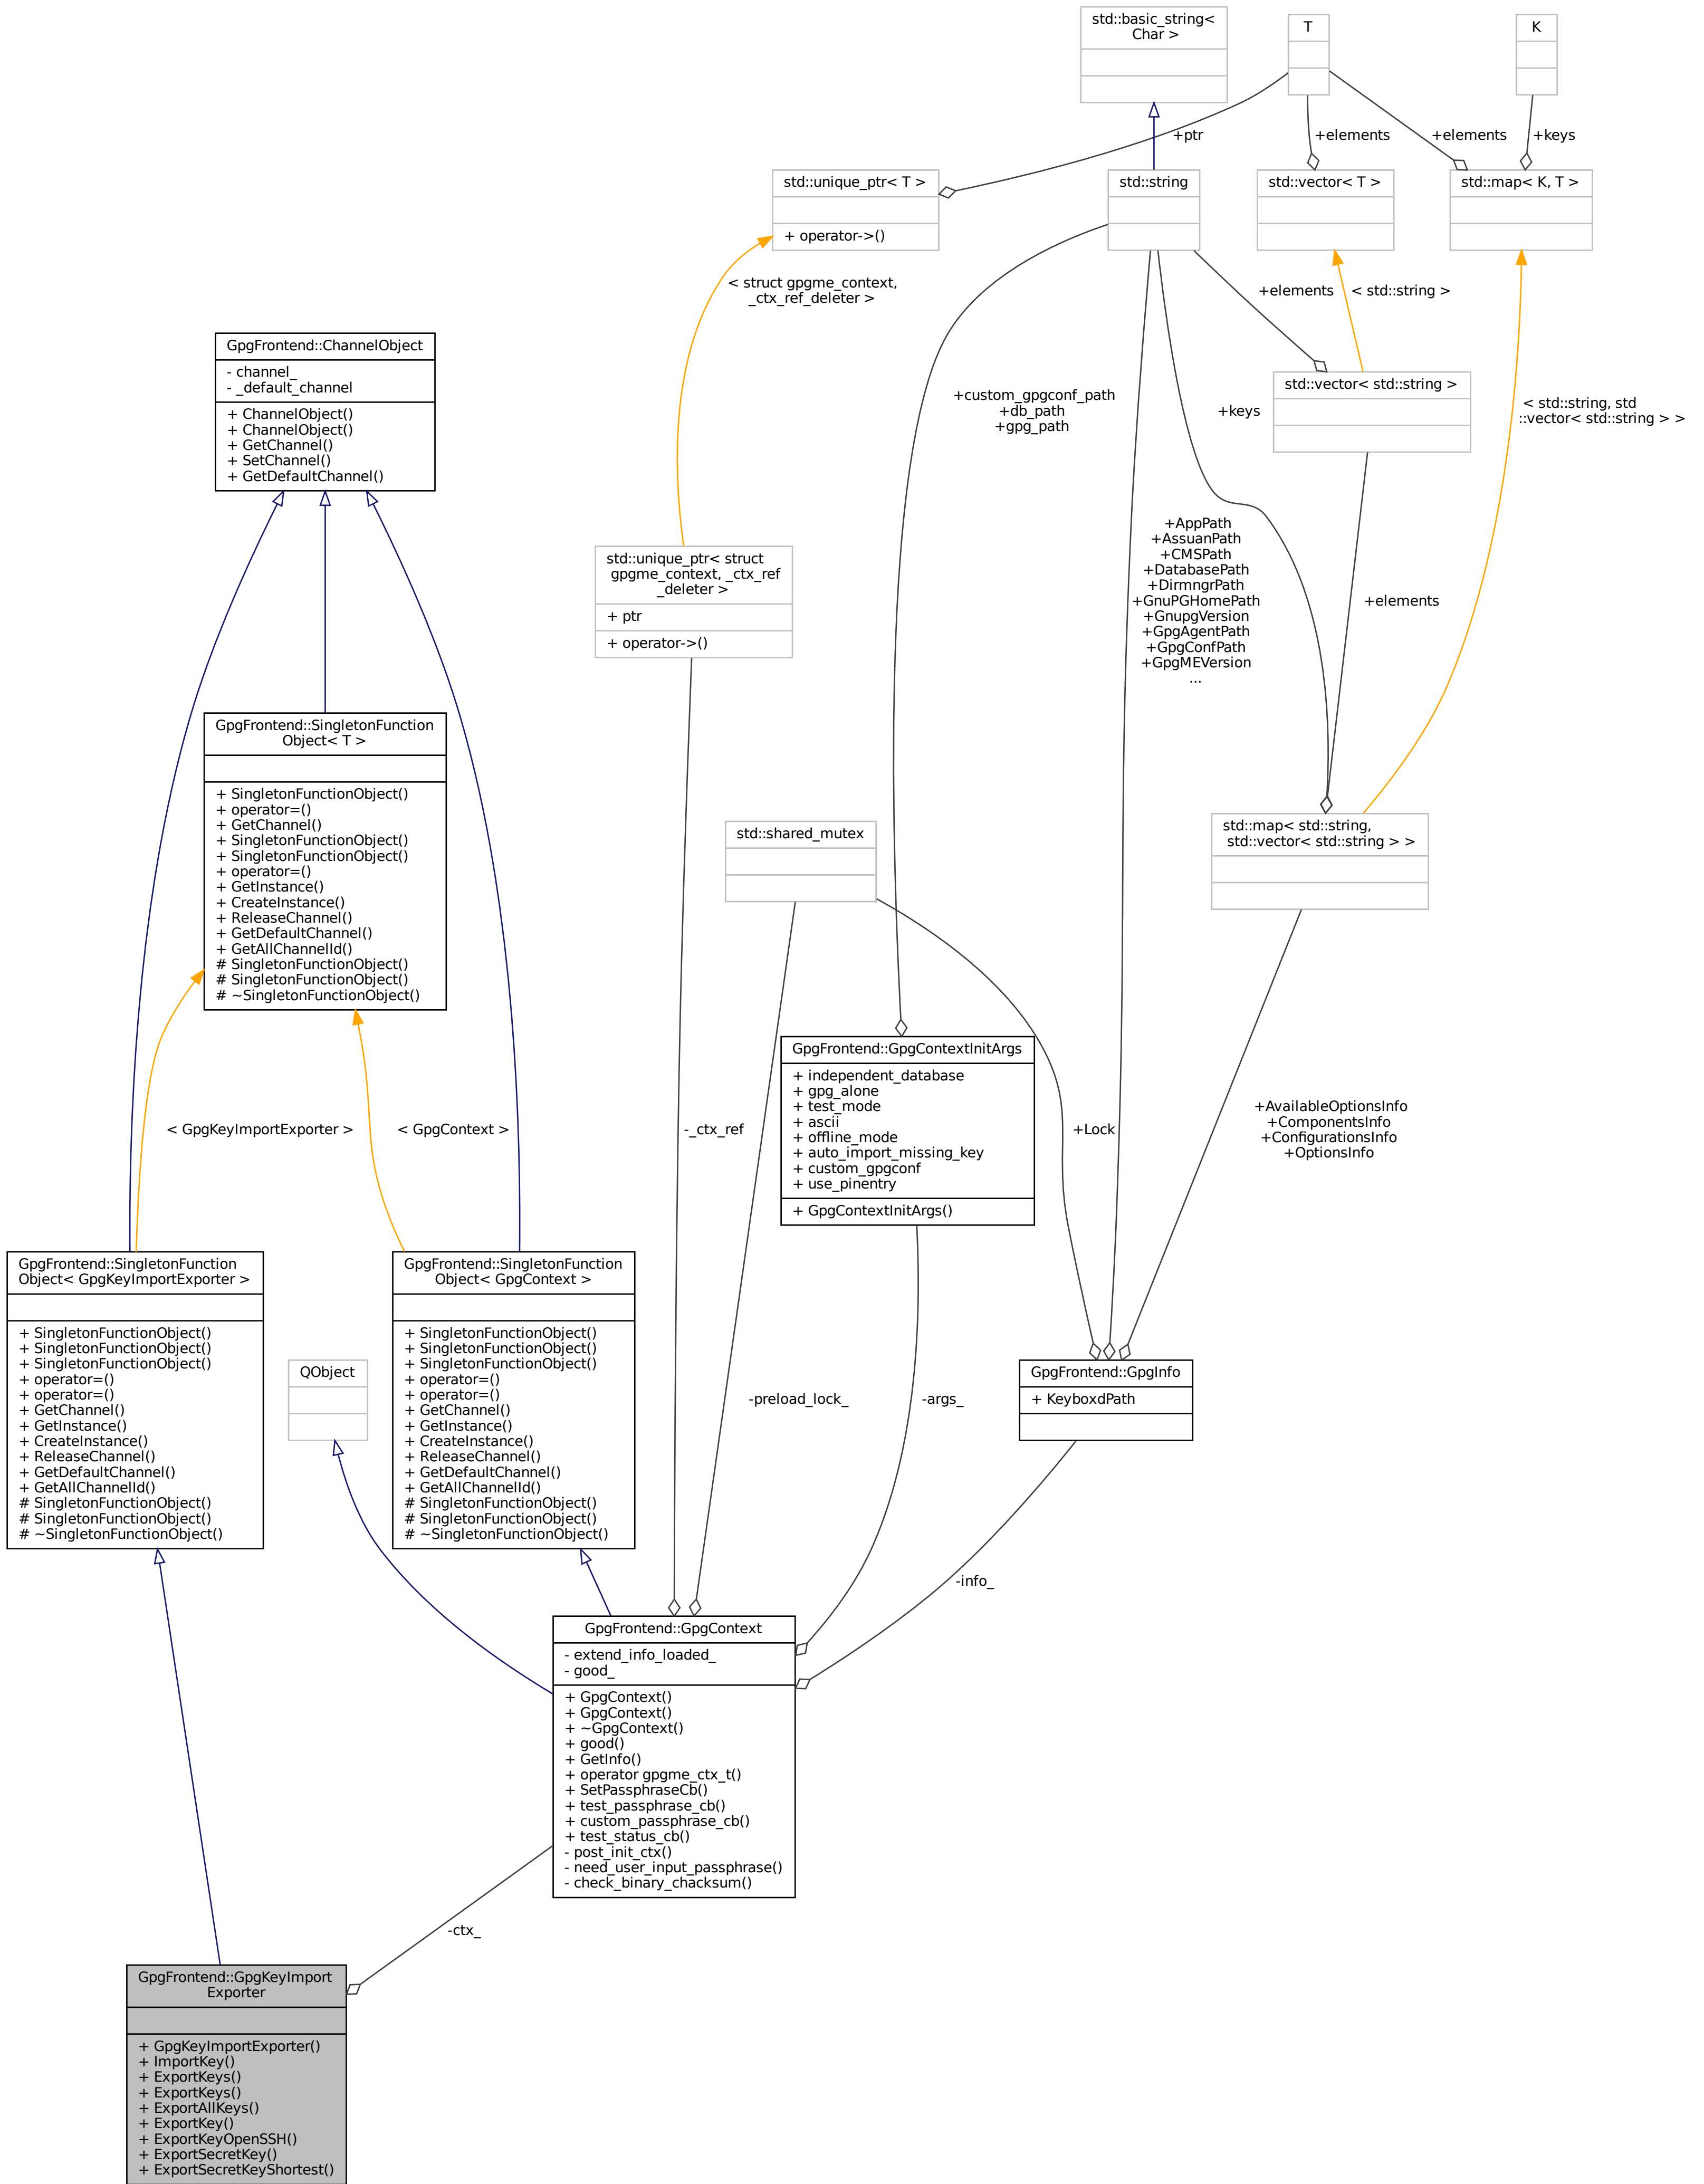 std::basic_string<
Char >
T
K
+ptr
+elements
+elements
+keys
std::unique_ptr< T >
+ operator->()
std::string
std::vector< T >
std::map< K, T >
< struct gpgme_context,
_ctx_ref_deleter >
+elements
< std::string >
GpgFrontend::ChannelObject
- channel_
- _default_channel
+ ChannelObject()
+ ChannelObject()
+ GetChannel()
+ SetChannel()
+ GetDefaultChannel()
+custom_gpgconf_path
+db_path
+gpg_path
+keys
std::vector< std::string >
< std::string, std
::vector< std::string > >
std::unique_ptr< struct
gpgme_context, _ctx_ref
_deleter >
+ ptr
+ operator->()
+AppPath
+AssuanPath
+CMSPath
+DatabasePath
+DirmngrPath
+GnuPGHomePath
+GnupgVersion
+GpgAgentPath
+GpgConfPath
+GpgMEVersion
...
+elements
GpgFrontend::SingletonFunction
Object< T >
+ SingletonFunctionObject()
+ operator=()
+ GetChannel()
+ SingletonFunctionObject()
+ SingletonFunctionObject()
+ operator=()
+ GetInstance()
+ CreateInstance()
+ ReleaseChannel()
+ GetDefaultChannel()
+ GetAllChannelId()
# SingletonFunctionObject()
# SingletonFunctionObject()
# ~SingletonFunctionObject()
std::shared_mutex
std::map< std::string,
std::vector< std::string > >
< GpgKeyImportExporter >
< GpgContext >
-_ctx_ref
GpgFrontend::GpgContextInitArgs
+ independent_database
+ gpg_alone
+ test_mode
+ ascii
+ offline_mode
+ auto_import_missing_key
+ custom_gpgconf
+ use_pinentry
+ GpgContextInitArgs()
+Lock
+AvailableOptionsInfo
+ComponentsInfo
+ConfigurationsInfo
+OptionsInfo
GpgFrontend::SingletonFunction
Object< GpgKeyImportExporter >
+ SingletonFunctionObject()
+ SingletonFunctionObject()
+ SingletonFunctionObject()
+ operator=()
+ operator=()
+ GetChannel()
+ GetInstance()
+ CreateInstance()
+ ReleaseChannel()
+ GetDefaultChannel()
+ GetAllChannelId()
# SingletonFunctionObject()
# SingletonFunctionObject()
# ~SingletonFunctionObject()
QObject
GpgFrontend::SingletonFunction
Object< GpgContext >
+ SingletonFunctionObject()
+ SingletonFunctionObject()
+ SingletonFunctionObject()
+ operator=()
+ operator=()
+ GetChannel()
+ GetInstance()
+ CreateInstance()
+ ReleaseChannel()
+ GetDefaultChannel()
+ GetAllChannelId()
# SingletonFunctionObject()
# SingletonFunctionObject()
# ~SingletonFunctionObject()
-preload_lock_
-args_
GpgFrontend::GpgInfo
+ KeyboxdPath
-info_
GpgFrontend::GpgContext
- extend_info_loaded_
- good_
+ GpgContext()
+ GpgContext()
+ ~GpgContext()
+ good()
+ GetInfo()
+ operator gpgme_ctx_t()
+ SetPassphraseCb()
+ test_passphrase_cb()
+ custom_passphrase_cb()
+ test_status_cb()
- post_init_ctx()
- need_user_input_passphrase()
- check_binary_chacksum()
-ctx_
GpgFrontend::GpgKeyImport
Exporter
+ GpgKeyImportExporter()
+ ImportKey()
+ ExportKeys()
+ ExportKeys()
+ ExportAllKeys()
+ ExportKey()
+ ExportKeyOpenSSH()
+ ExportSecretKey()
+ ExportSecretKeyShortest()